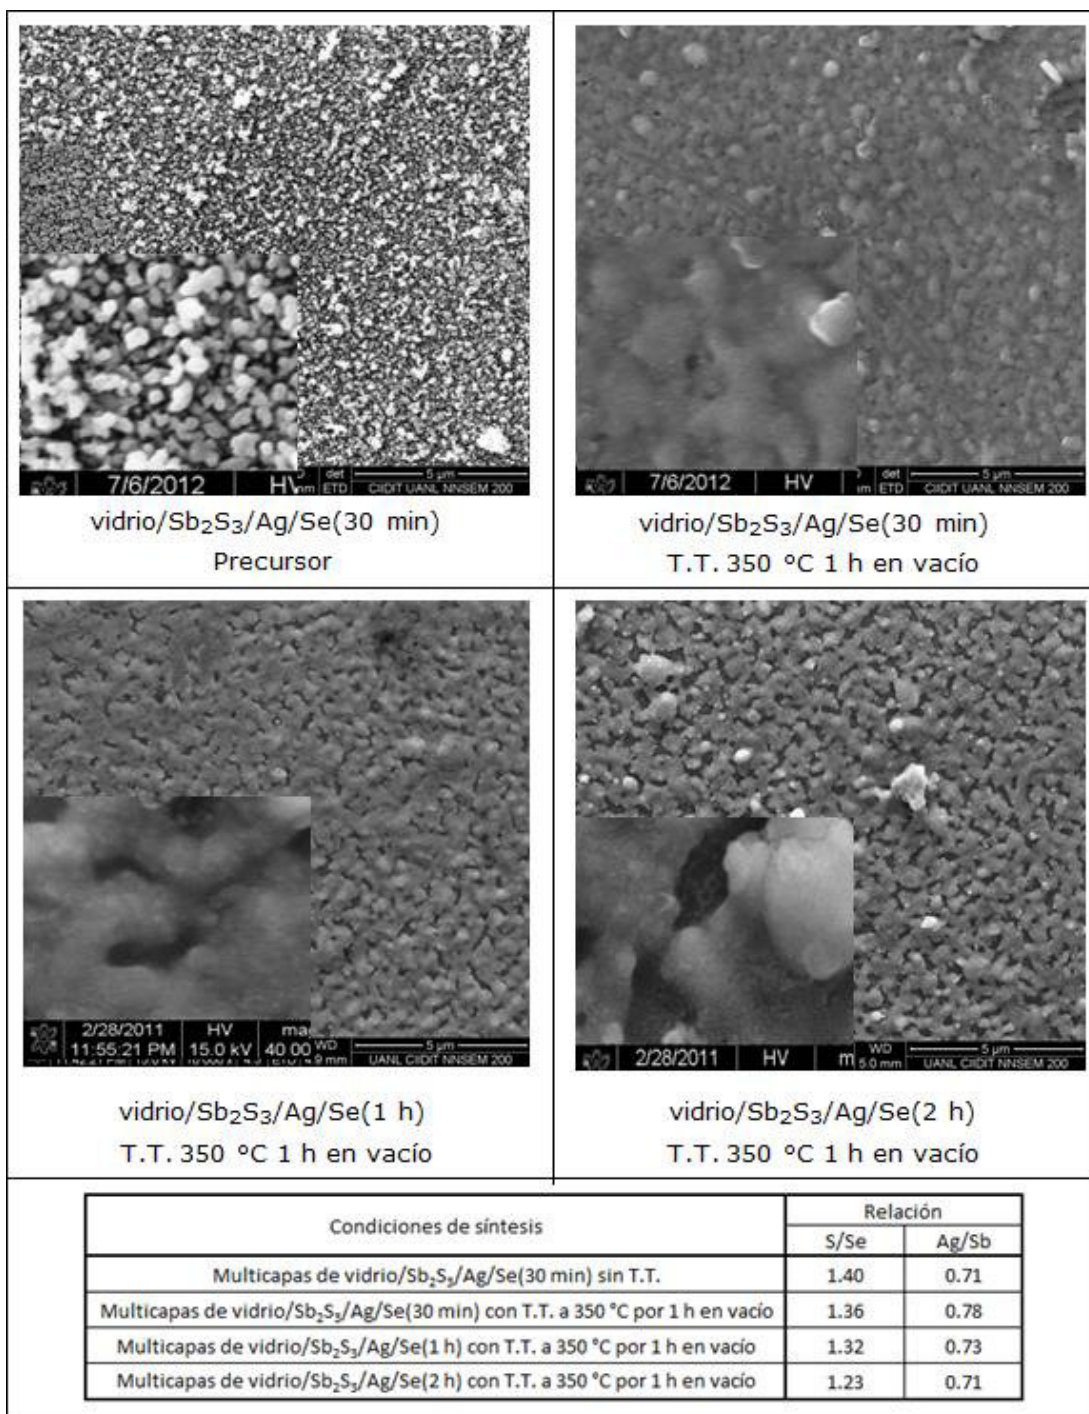 7/6/2012 HV det 5 µm
ETD CIIDIT UANL NNSEM 200
vidrio/Sb₂S₃/Ag/Se(30 min)
Precursor
7/6/2012 HV det 5 µm
ETD CIIDIT UANL NNSEM 200
vidrio/Sb₂S₃/Ag/Se(30 min)
T.T. 350 ºC 1 h en vacío
2/28/2011 HV WD 5 µm
11:55:21 PM 15.0 kV 40 00 UANL CIIDIT NNSEM 200
vidrio/Sb₂S₃/Ag/Se(1 h)
T.T. 350 ºC 1 h en vacío
2/28/2011 HV WD 5 µm
5.0 mm UANL CIIDIT NNSEM 200
vidrio/Sb₂S₃/Ag/Se(2 h)
T.T. 350 ºC 1 h en vacío
Condiciones de síntesis Relación
S/Se Ag/Sb
Multicapas de vidrio/Sb₂S₃/Ag/Se(30 min) sin T.T. 1.40 0.71
Multicapas de vidrio/Sb₂S₃/Ag/Se(30 min) con T.T. a 350 °C por 1 h en vacío 1.36 0.78
Multicapas de vidrio/Sb₂S₃/Ag/Se(1 h) con T.T. a 350 °C por 1 h en vacío 1.32 0.73
Multicapas de vidrio/Sb₂S₃/Ag/Se(2 h) con T.T. a 350 °C por 1 h en vacío 1.23 0.71